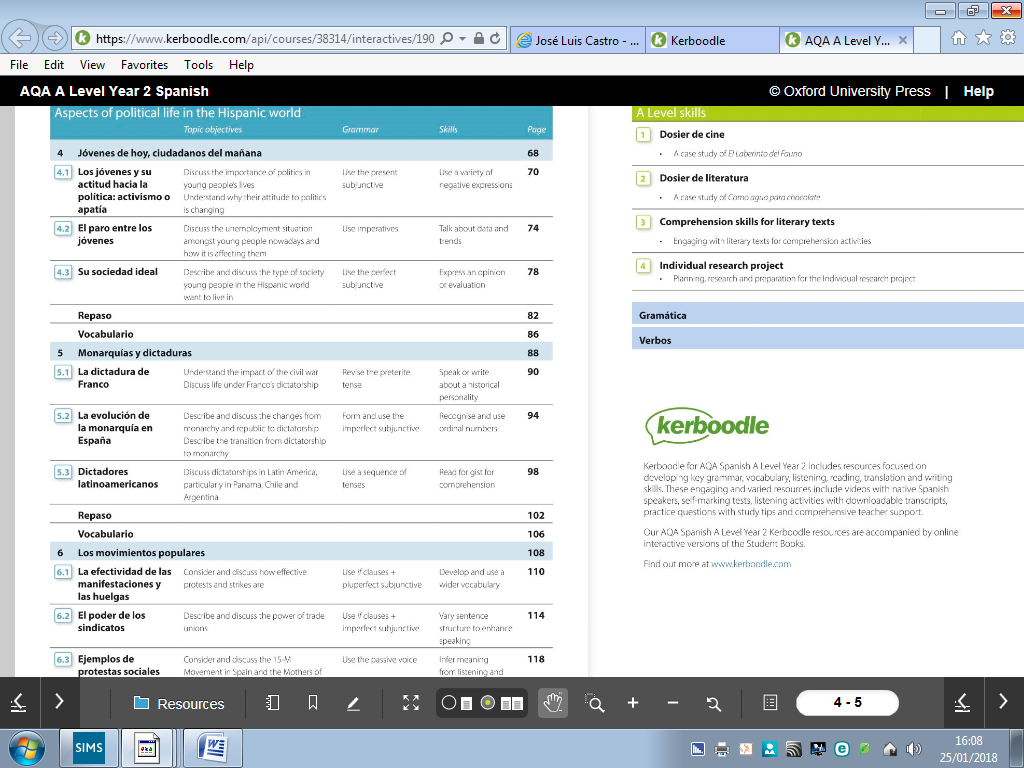 https://www.kerboodle.com/api/courses/38314/interactives/190
José Luis Castro - ...
Kerboodle
AQA A Level Y...
File Edit View Favorites Tools Help
AQA A Level Year 2 Spanish
© Oxford University Press | Help
Aspects of political life in the Hispanic world
Topic objectives Grammar Skills Page
4 Jóvenes de hoy, ciudadanos del mañana 68
4.1 Los jóvenes y su Discuss the importance of politics in Use the present Use a variety of 70
actitud hacia la young people's lives subjunctive negative expressions
política: activismo o Understand why their attitude to politics
apatía is changing
4.2 El paro entre los Discuss the unemployment situation Use imperatives Talk about data and 74
jóvenes amongst young people nowadays and trends
how it is affecting them
4.3 Su sociedad ideal Describe and discuss the type of society Use the perfect Express an opinion 78
young people in the Hispanic world subjunctive or evaluation
want to live in
Repaso 82
Vocabulario 86
5 Monarquías y dictaduras 88
5.1 La dictadura de Understand the impact of the civil war Revise the preterite Speak or write 90
Franco Discuss life under Franco's dictatorship tense about a historical
personality
5.2 La evolución de Describe and discuss the changes from Form and use the Recognise and use 94
la monarquía en monarchy and republic to dictatorship imperfect subjunctive ordinal numbers
España Describe the transition from dictatorship
to monarchy
5.3 Dictadores Discuss dictatorships in Latin America, Use a sequence of Read for gist for 98
latinoamericanos particularly in Panama, Chile and tenses comprehension
Argentina
Repaso 102
Vocabulario 106
6 Los movimientos populares 108
6.1 La efectividad de las Consider and discuss how effective Use if clauses + Develop and use a 110
manifestaciones y protests and strikes are pluperfect subjunctive wider vocabulary
las huelgas
6.2 El poder de los Describe and discuss the power of trade Use if clauses + Vary sentence 114
sindicatos unions imperfect subjunctive structure to enhance
speaking
6.3 Ejemplos de Consider and discuss the 15-M Use the passive voice Infer meaning 118
protestas sociales Movement in Spain and the Mothers of from listening and
A Level skills
1 Dosier de cine
• A case study of El Laberinto del Fauno
2 Dosier de literatura
• A case study of Como agua para chocolate
3 Comprehension skills for literary texts
• Engaging with literary texts for comprehension activities
4 Individual research project
• Planning, research and preparation for the Individual research project
Gramática
Verbos
kerboodle
Kerboodle for AQA Spanish A Level Year 2 includes resources focused on
developing key grammar, vocabulary, listening, reading, translation and writing
skills. These engaging and varied resources include videos with native Spanish
speakers, self-marking tests, listening activities with downloadable transcripts,
practice questions with study tips and comprehensive teacher support.
Our AQA Spanish A Level Year 2 Kerboodle resources are accompanied by online
interactive versions of the Student Books.
Find out more at www.kerboodle.com
Resources
4 - 5
SIMS
16:08
25/01/2018